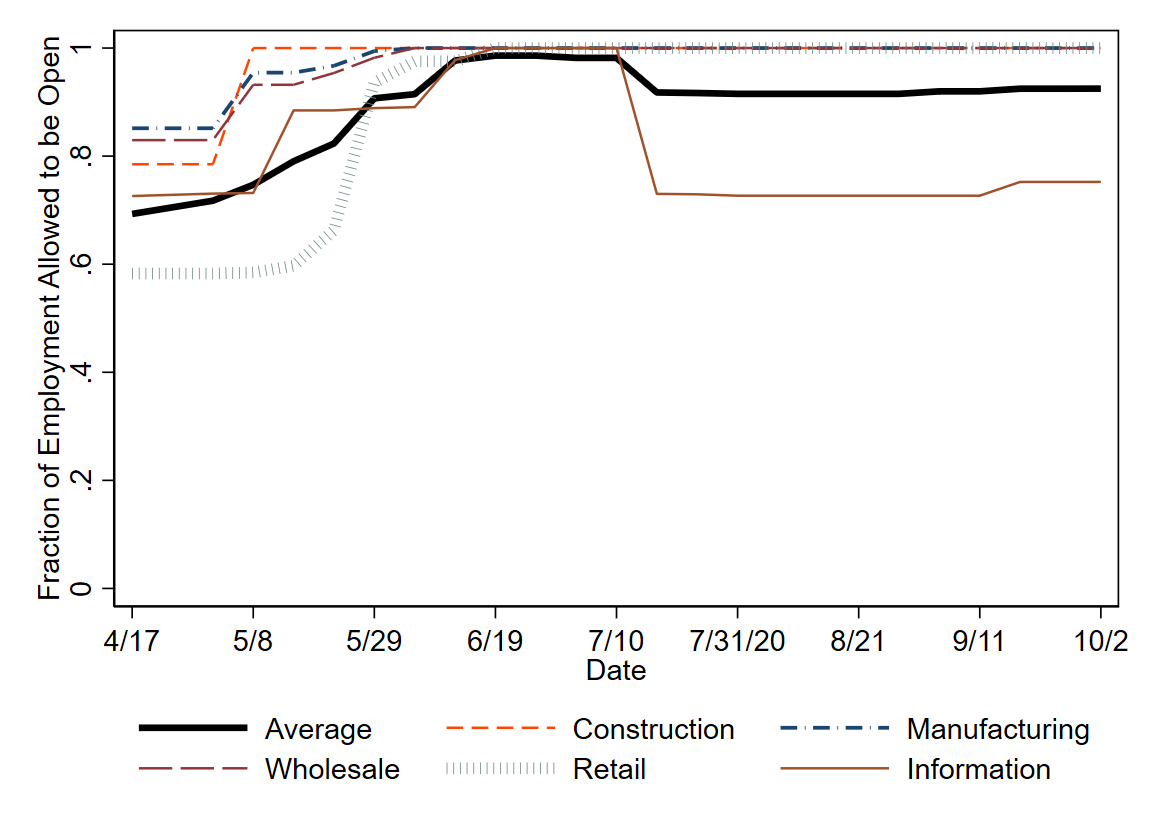 Fraction of Employment Allowed to be Open
1
.8
.6
.4
.2
0
4/17 5/8 5/29 6/19 7/10 7/31/20 8/21 9/11 10/2
Date
Average Construction Manufacturing
Wholesale Retail Information